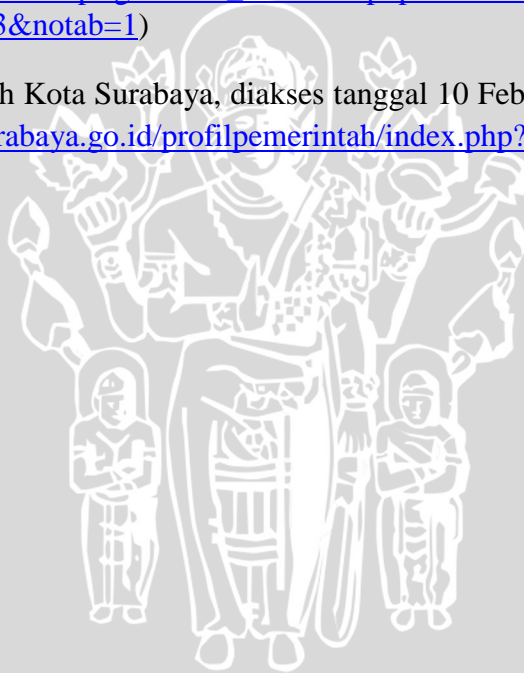 3&notab=1)
h Kota Surabaya, diakses tanggal 10 Feb
rabaya.go.id/profilpemerintah/index.php?